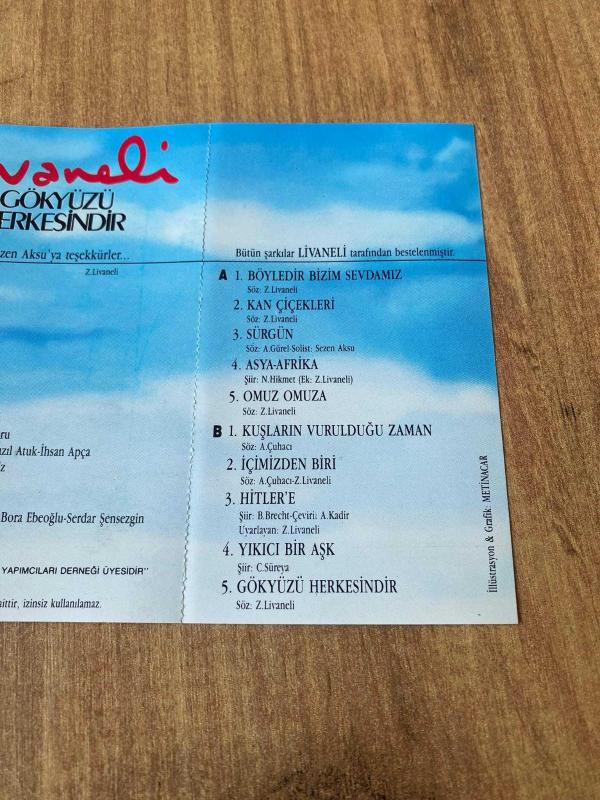 vaneli
GÖKYÜZÜ
ERKESİNDİR
zen Aksu'ya teşekkürler...
Z.Livaneli
ru
azıl Atuk-İhsan Apça
iz
Bora Ebeoğlu-Serdar Şensezgin
YAPIMCILARI DERNEĞİ ÜYESİDİR"
aittir, izinsiz kullanılamaz.
Bütün şarkılar LİVANELİ tarafından bestelenmiştir.
A 1. BÖYLEDİR BİZİM SEVDAMIZ
Söz: Z.Livaneli
2. KAN ÇİÇEKLERİ
Söz: Z.Livaneli
3. SÜRGÜN
Söz: A.Gürel-Solist: Sezen Aksu
4. ASYA-AFRİKA
Şiir: N.Hikmet (Ek: Z.Livaneli)
5. OMUZ OMUZA
Söz: Z.Livaneli
B 1. KUŞLARIN VURULDUĞU ZAMAN
Söz: A.Çuhacı
2. İÇİMİZDEN BİRİ
Söz: A.Çuhacı-Z.Livaneli
3. HİTLER'E
Şiir: B.Brecht-Çeviri: A.Kadir
Uyarlayan: Z.Livaneli
4. YIKICI BİR AŞK
Şiir: C.Süreya
5. GÖKYÜZÜ HERKESİNDİR
Söz: Z.Livaneli
İllüstrasyon & Grafik: METİNACAR